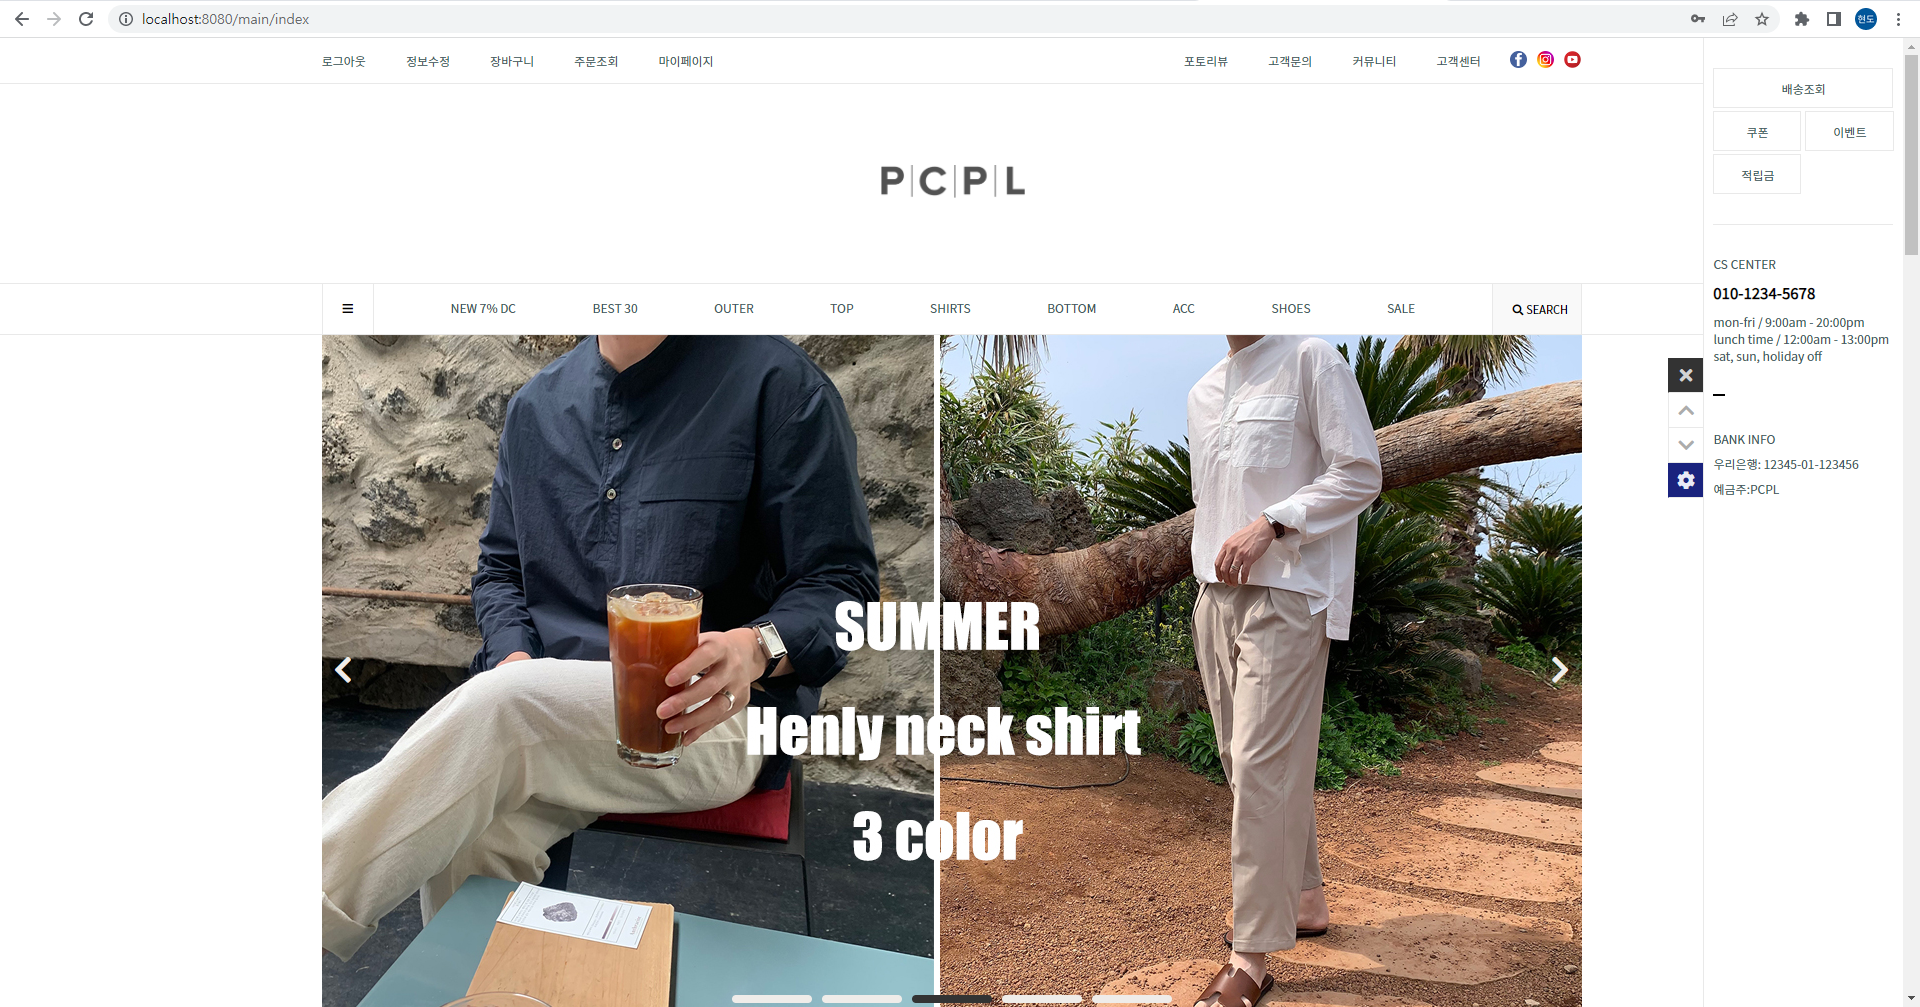 localhost:8080/main/index
현도
로그아웃 정보수정 장바구니 주문조회 마이페이지 포토리뷰 고객문의 커뮤니티 고객센터
P|C|P|L
NEW 7% DC BEST 30 OUTER TOP SHIRTS BOTTOM ACC SHOES SALE SEARCH
SUMMER
Henly neck shirt
3 color
배송조회
쿠폰 이벤트
적립금
CS CENTER
010-1234-5678
mon-fri / 9:00am - 20:00pm
lunch time / 12:00am - 13:00pm
sat, sun, holiday off
BANK INFO
우리은행: 12345-01-123456
예금주:PCPL